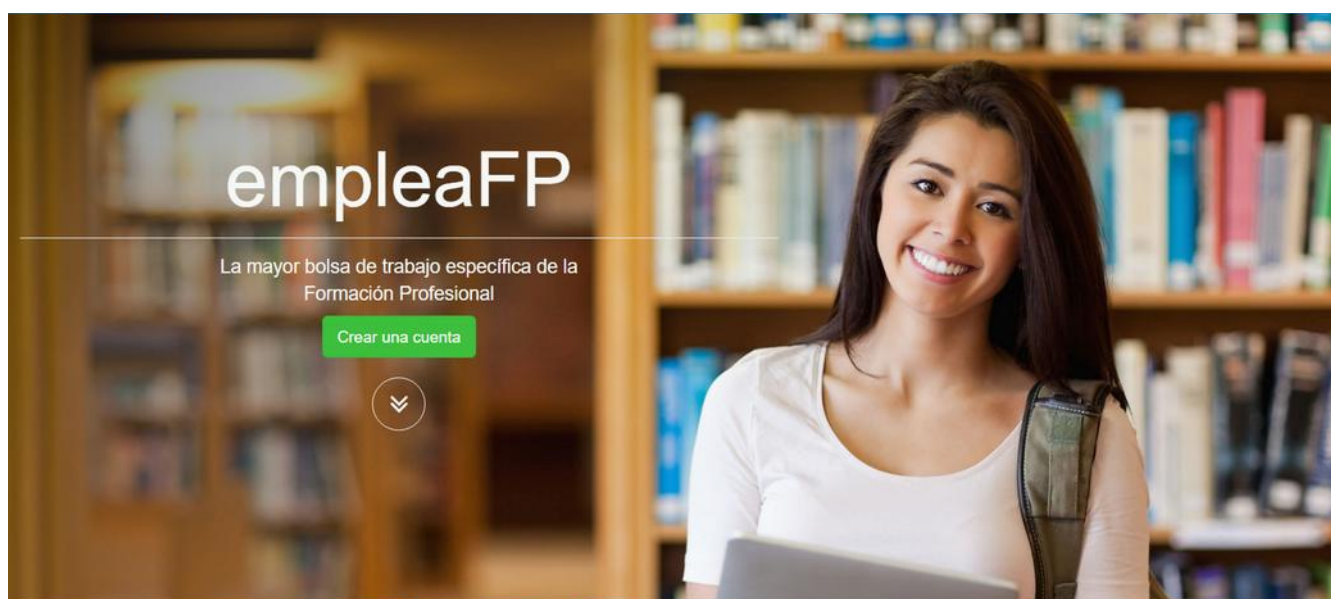 empleaFP
La mayor bolsa de trabajo específica de la
Formación Profesional
Crear una cuenta